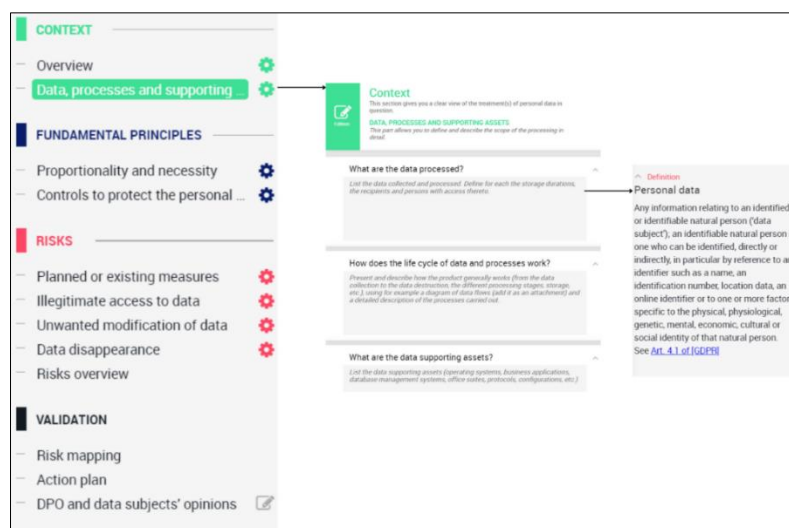 CONTEXT
Overview
Data, processes and supporting ...
FUNDAMENTAL PRINCIPLES
Proportionality and necessity
Controls to protect the personal ...
RISKS
Planned or existing measures
Illegitimate access to data
Unwanted modification of data
Data disappearance
Risks overview
VALIDATION
Risk mapping
Action plan
DPO and data subjects' opinions
Context
This section gives you a clear view of the treatment(s) of personal data in
question.
DATA, PROCESSES AND SUPPORTING ASSETS
This part allows you to define and describe the scope of the processing in
detail.
What are the data processed?
List the data collected and processed. Define for each the storage durations,
the recipients and persons with access thereto.
How does the life cycle of data and processes work?
Present and describe how the product generally works (from the data
collection to the data destruction, the different processing stages, storage,
etc.), using for example a diagram of data flows (add it as an attachment) and
a detailed description of the processes carried out.
What are the data supporting assets?
List the data supporting assets (operating systems, business applications,
database management systems, office suites, protocols, configurations, etc.)
Definition
Personal data
Any information relating to an identified
or identifiable natural person ('data
subject'); an identifiable natural person
one who can be identified, directly or
indirectly, in particular by reference to a
identifier such as a name, an
identification number, location data, an
online identifier or to one or more factor
specific to the physical, physiological,
genetic, mental, economic, cultural or
social identity of that natural person.
See Art. 4.1 of [GDPR]